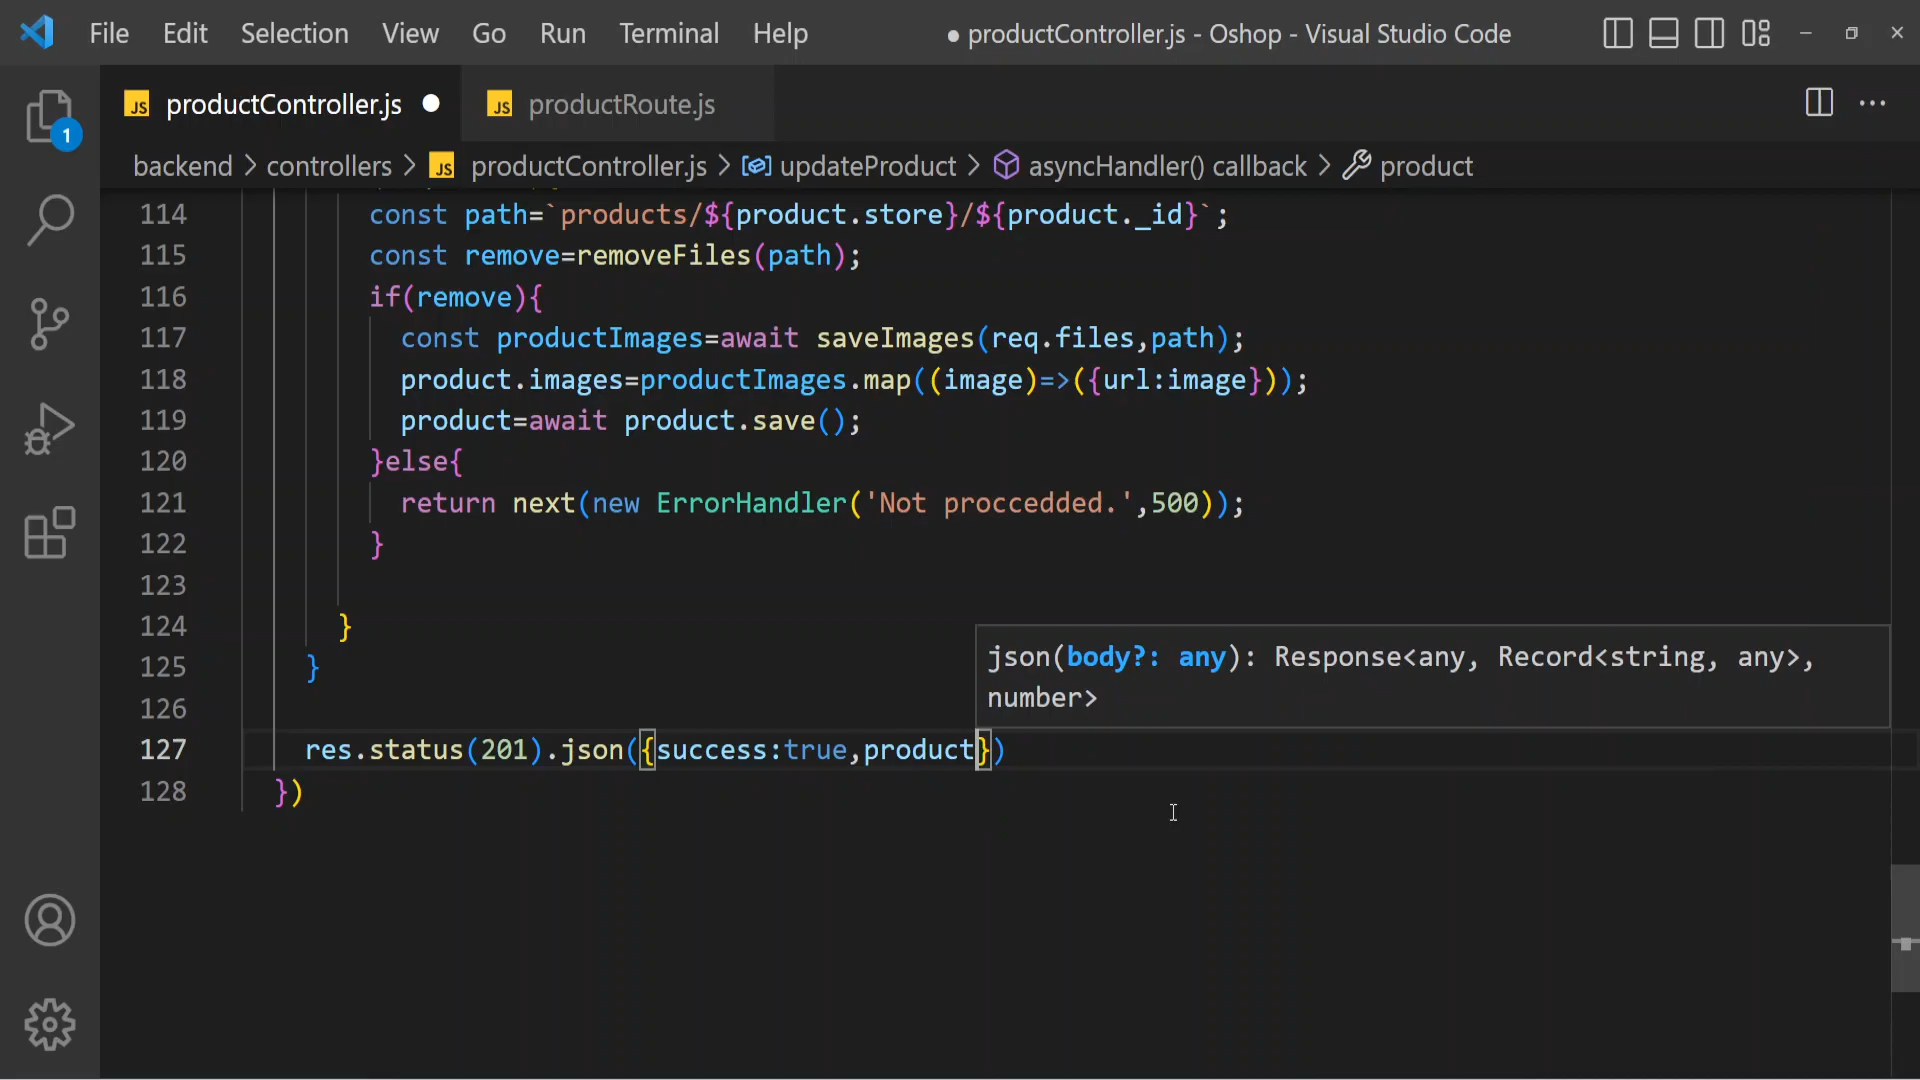 File Edit Selection View Go Run Terminal Help ● productController.js - Oshop - Visual Studio Code
JS productController.js JS productRoute.js
1
backend > controllers > JS productController.js > updateProduct > asyncHandler() callback > product
114 const path=`products/${product.store}/${product._id}`;
115 const remove=removeFiles(path);
116 if(remove){
117 const productImages=await saveImages(req.files,path);
118 product.images=productImages.map((image)=>({url:image}));
119 product=await product.save();
120 }else{
121 return next(new ErrorHandler('Not proccedded.',500));
122 }
123
124 }
125 }
json(body?: any): Response<any, Record<string, any>,
number>
126
127 res.status(201).json({success:true,product})
128 })